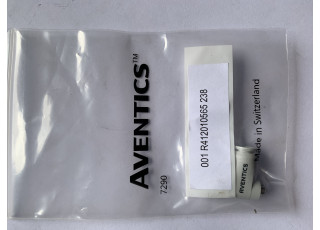 AVENTICS™
7290
001 R412010565 238
AVENTICS
Made in Switzerland